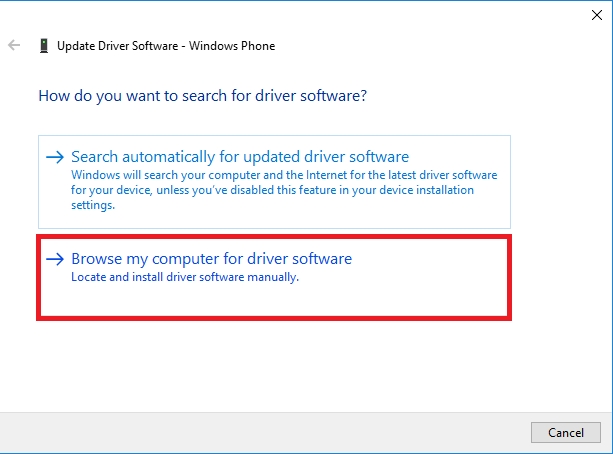 Update Driver Software - Windows Phone
How do you want to search for driver software?
Search automatically for updated driver software
Windows will search your computer and the Internet for the latest driver software
for your device, unless you've disabled this feature in your device installation
settings.
Browse my computer for driver software
Locate and install driver software manually.
Cancel